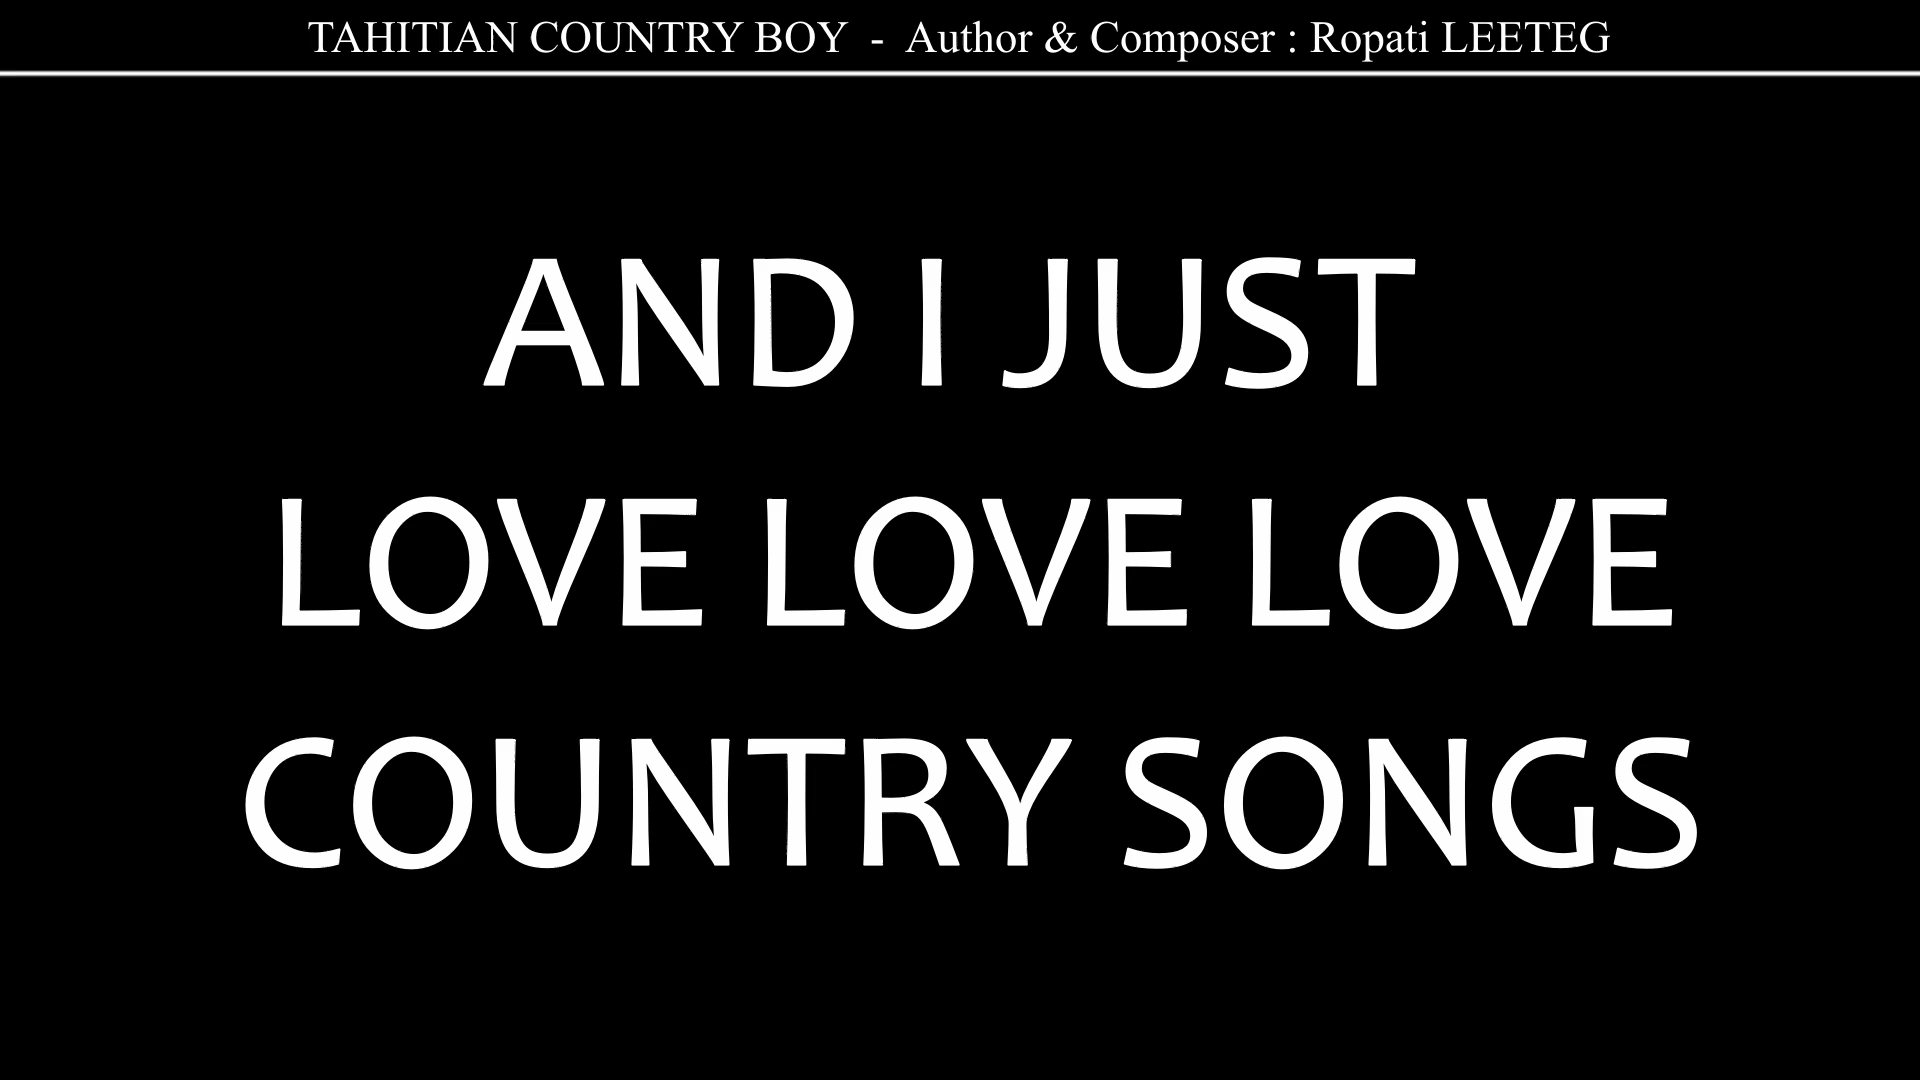 TAHITIAN COUNTRY BOY - Author & Composer : Ropati LEETEG
AND I JUST
LOVE LOVE LOVE
COUNTRY SONGS